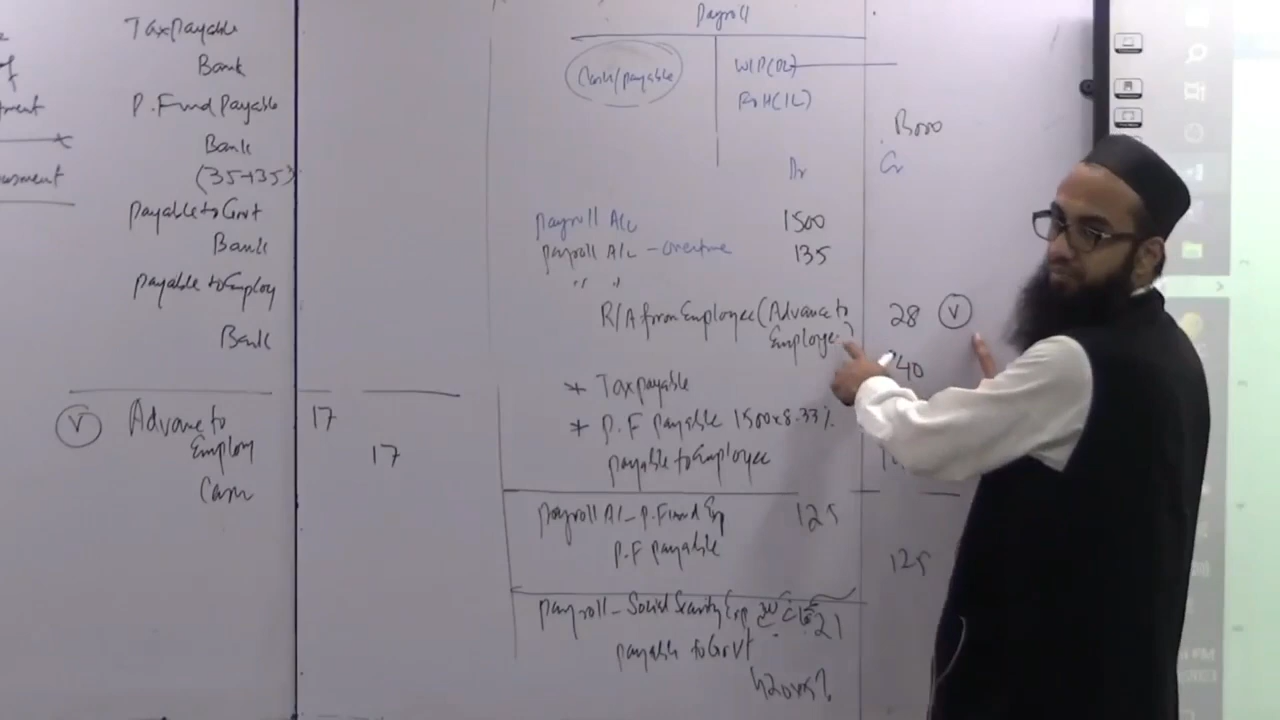 Tax payable
Bank
P. Fund Payable
Bank
(35+35)
Payable to Govt
Bank
payable to Employ
Bank
V Advance to 17
Employ 17
Cash
Payroll
Cash/payable WIP(DL)
FOH(IL)
Dr Cr
payroll A/c 1500
payroll A/c - overtime 135
" "
R/A from Employee (Advance to 28 V
Employee)
40
* Tax payable
* P.F payable 1500x8.33%
payable to Employee
payroll A/c - P.Fund Exp 125
P.F payable 125
payroll - Social Security Exp 21
payable to Govt